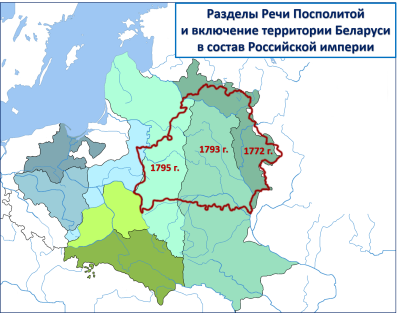 Разделы Речи Посполитой
и включение территории Беларуси
в состав Российской империи
1795 г.
1793 г.
1772 г.